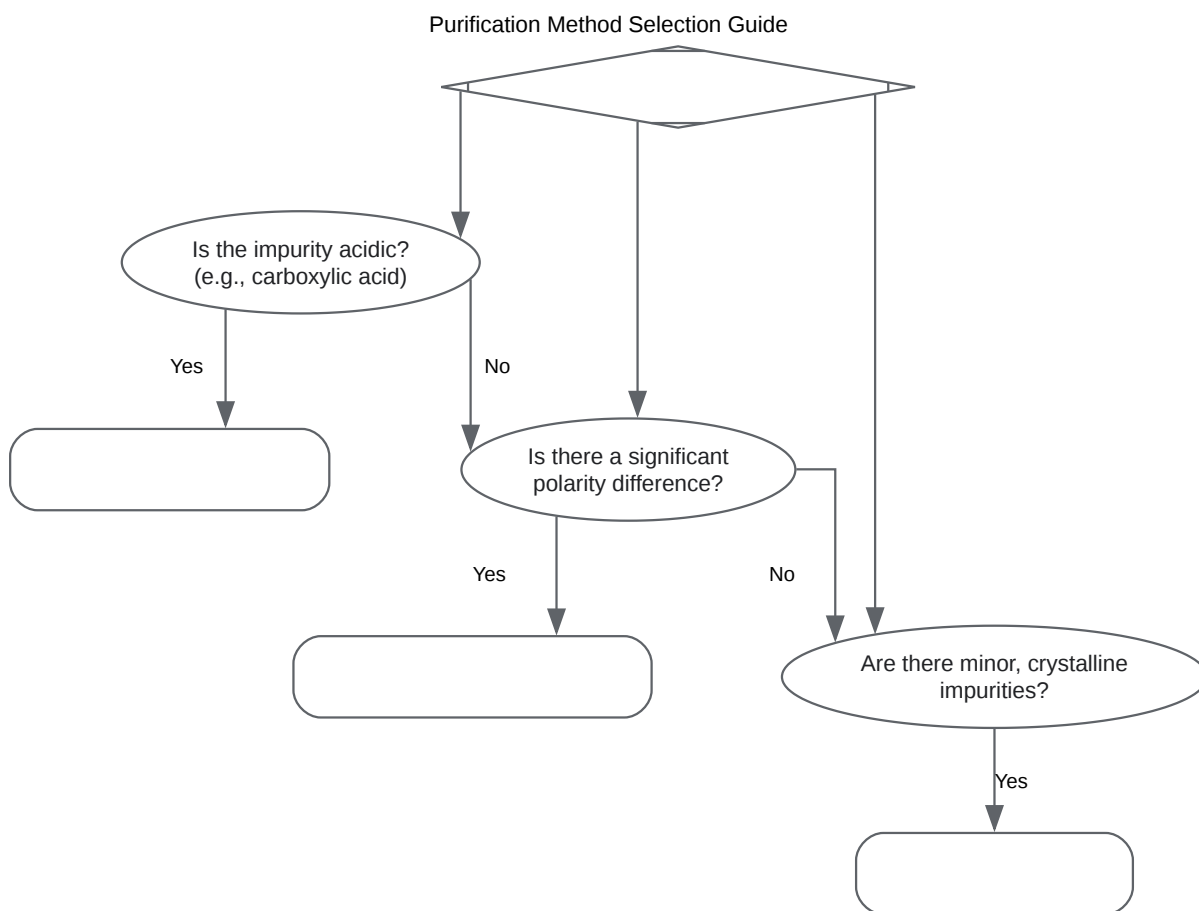 Purification Method Selection Guide
Is the impurity acidic?
(e.g., carboxylic acid)
Yes
No
Is there a significant
polarity difference?
Yes
No
Are there minor, crystalline
impurities?
Yes